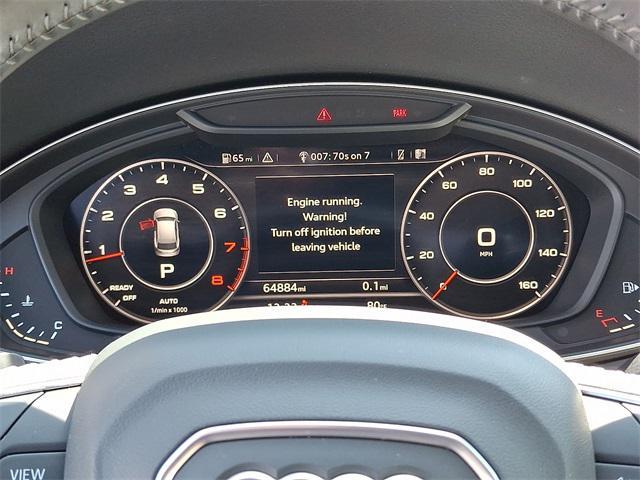 PARK
65 mi
007: 70s on 7
Engine running.
Warning!
Turn off ignition before
leaving vehicle
1
2
3
4
5
6
7
8
P
READY
OFF
AUTO
1/min x 1000
0
20
40
60
80
100
120
140
160
0
MPH
64884mi
0.1mi
80°F
H
C
E
VIEW